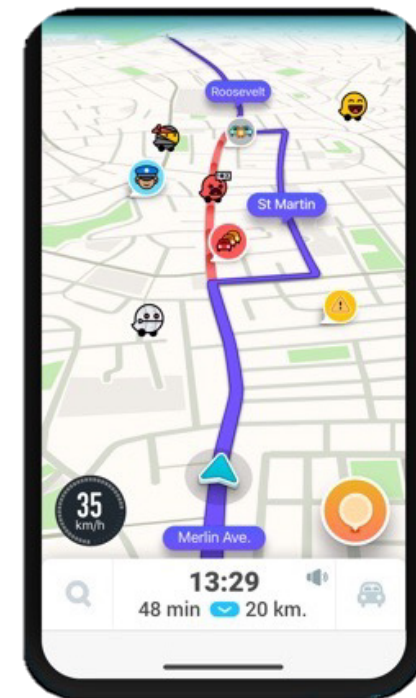 Roosevelt
St Martin
35
km/h
Merlin Ave.
13:29
48 min 20 km.